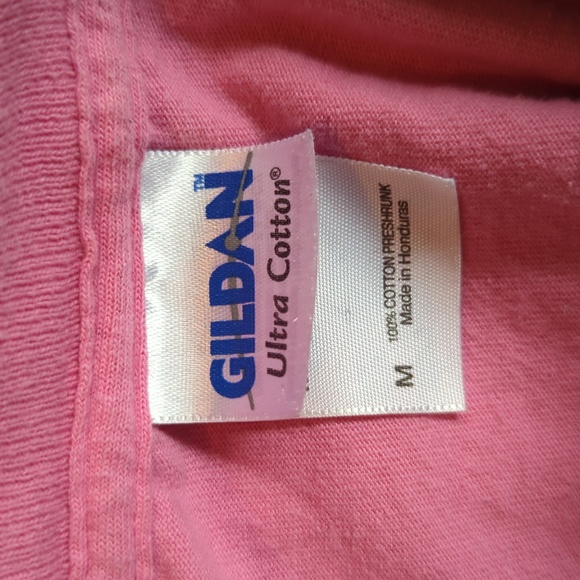 GILDAN™
Ultra Cotton®
100% COTTON PRESHRUNK
Made in Honduras
M